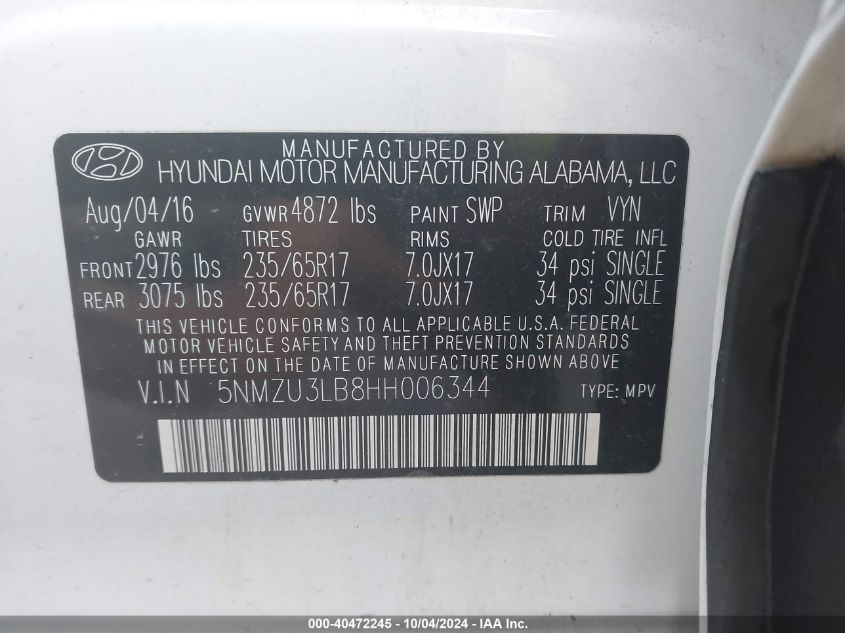 MANUFACTURED BY
HYUNDAI MOTOR MANUFACTURING ALABAMA, LLC
Aug/04/16 GVWR 4872 lbs PAINT SWP TRIM VYN
GAWR TIRES RIMS COLD TIRE INFL
FRONT 2976 lbs 235/65R17 7.0JX17 34 psi SINGLE
REAR 3075 lbs 235/65R17 7.0JX17 34 psi SINGLE
THIS VEHICLE CONFORMS TO ALL APPLICABLE U.S.A. FEDERAL
MOTOR VEHICLE SAFETY AND THEFT PREVENTION STANDARDS
IN EFFECT ON THE DATE OF MANUFACTURE SHOWN ABOVE
V.I.N 5NMZU3LB8HH006344 TYPE: MPV
000-40472245 - 10/04/2024 - IAA Inc.